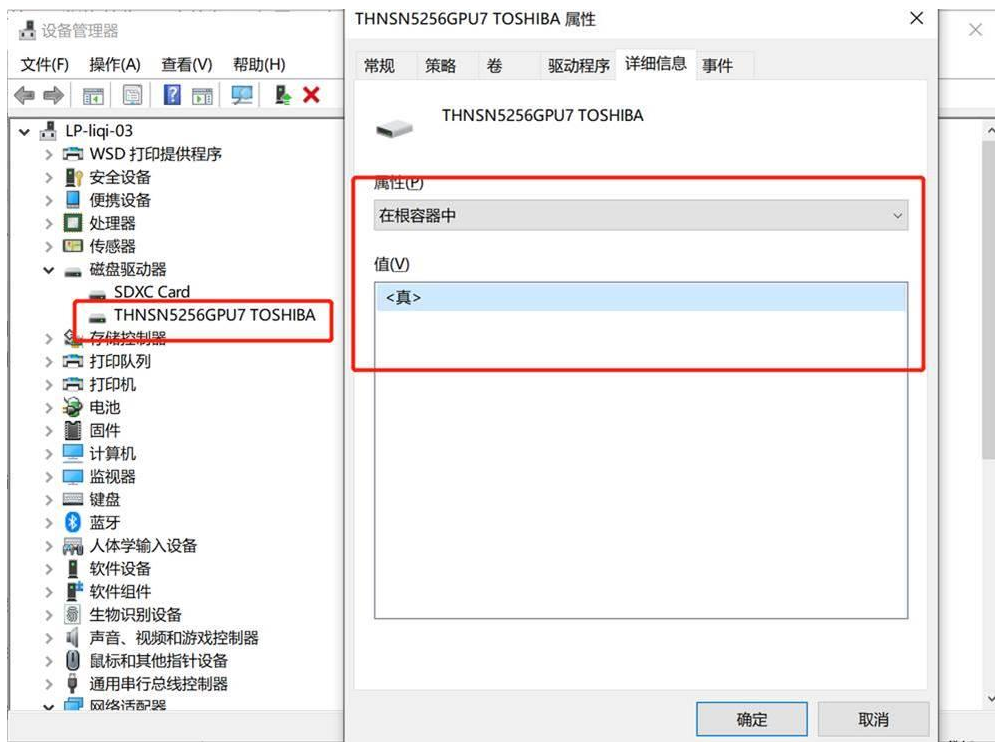 设备管理器
文件(F) 操作(A) 查看(V) 帮助(H)
LP-liqi-03
WSD 打印提供程序
安全设备
便携设备
处理器
传感器
磁盘驱动器
SDXC Card
THNSN5256GPU7 TOSHIBA
存储控制器
打印队列
打印机
电池
固件
计算机
监视器
键盘
蓝牙
人体学输入设备
软件设备
软件组件
生物识别设备
声音、视频和游戏控制器
鼠标和其他指针设备
通用串行总线控制器
网络适配器
THNSN5256GPU7 TOSHIBA 属性
常规 策略 卷 驱动程序 详细信息 事件
THNSN5256GPU7 TOSHIBA
属性(P)
在根容器中
值(V)
<真>
确定 取消